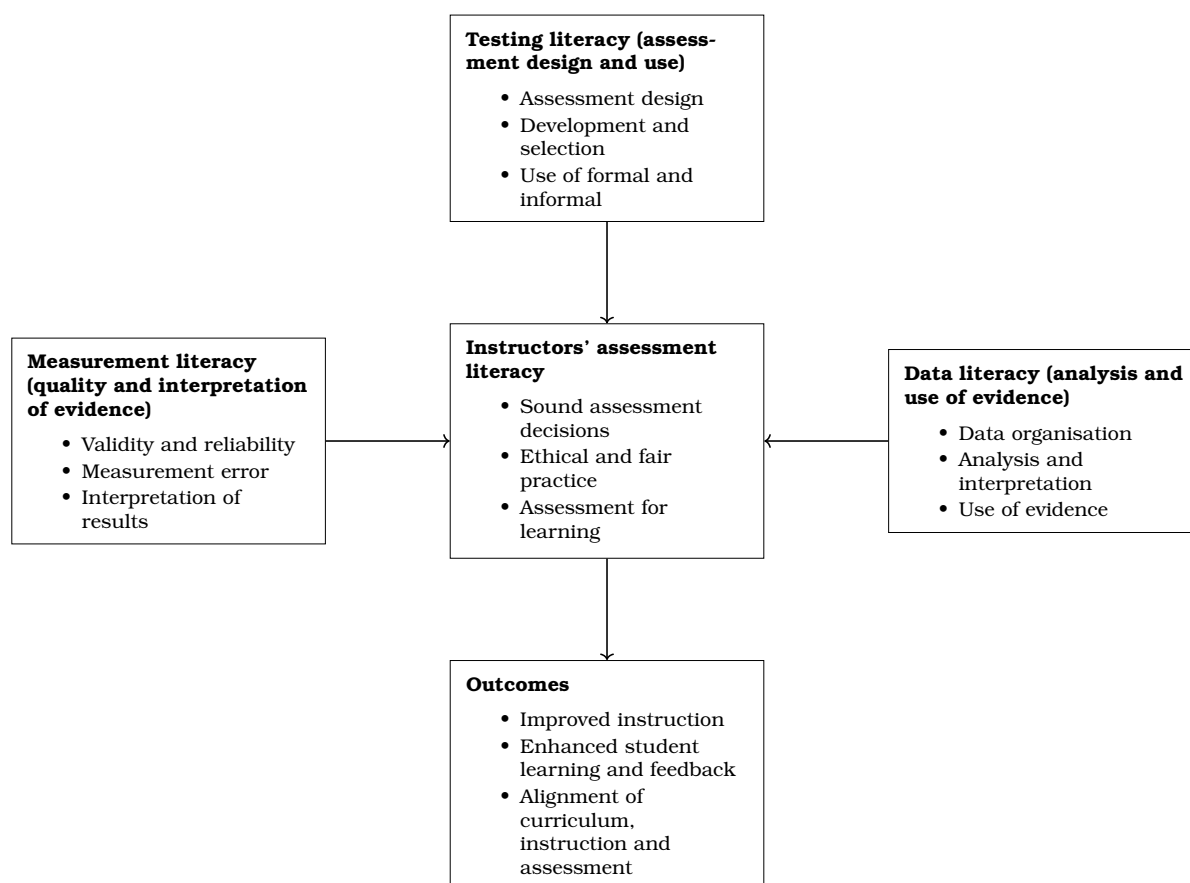 Testing literacy (assess-
ment design and use)
• Assessment design
• Development and
selection
• Use of formal and
informal
Measurement literacy
(quality and interpretation
of evidence)
• Validity and reliability
• Measurement error
• Interpretation of
results
Instructors’ assessment
literacy
• Sound assessment
decisions
• Ethical and fair
practice
• Assessment for
learning
Data literacy (analysis and
use of evidence)
• Data organisation
• Analysis and
interpretation
• Use of evidence
Outcomes
• Improved instruction
• Enhanced student
learning and feedback
• Alignment of
curriculum,
instruction and
assessment